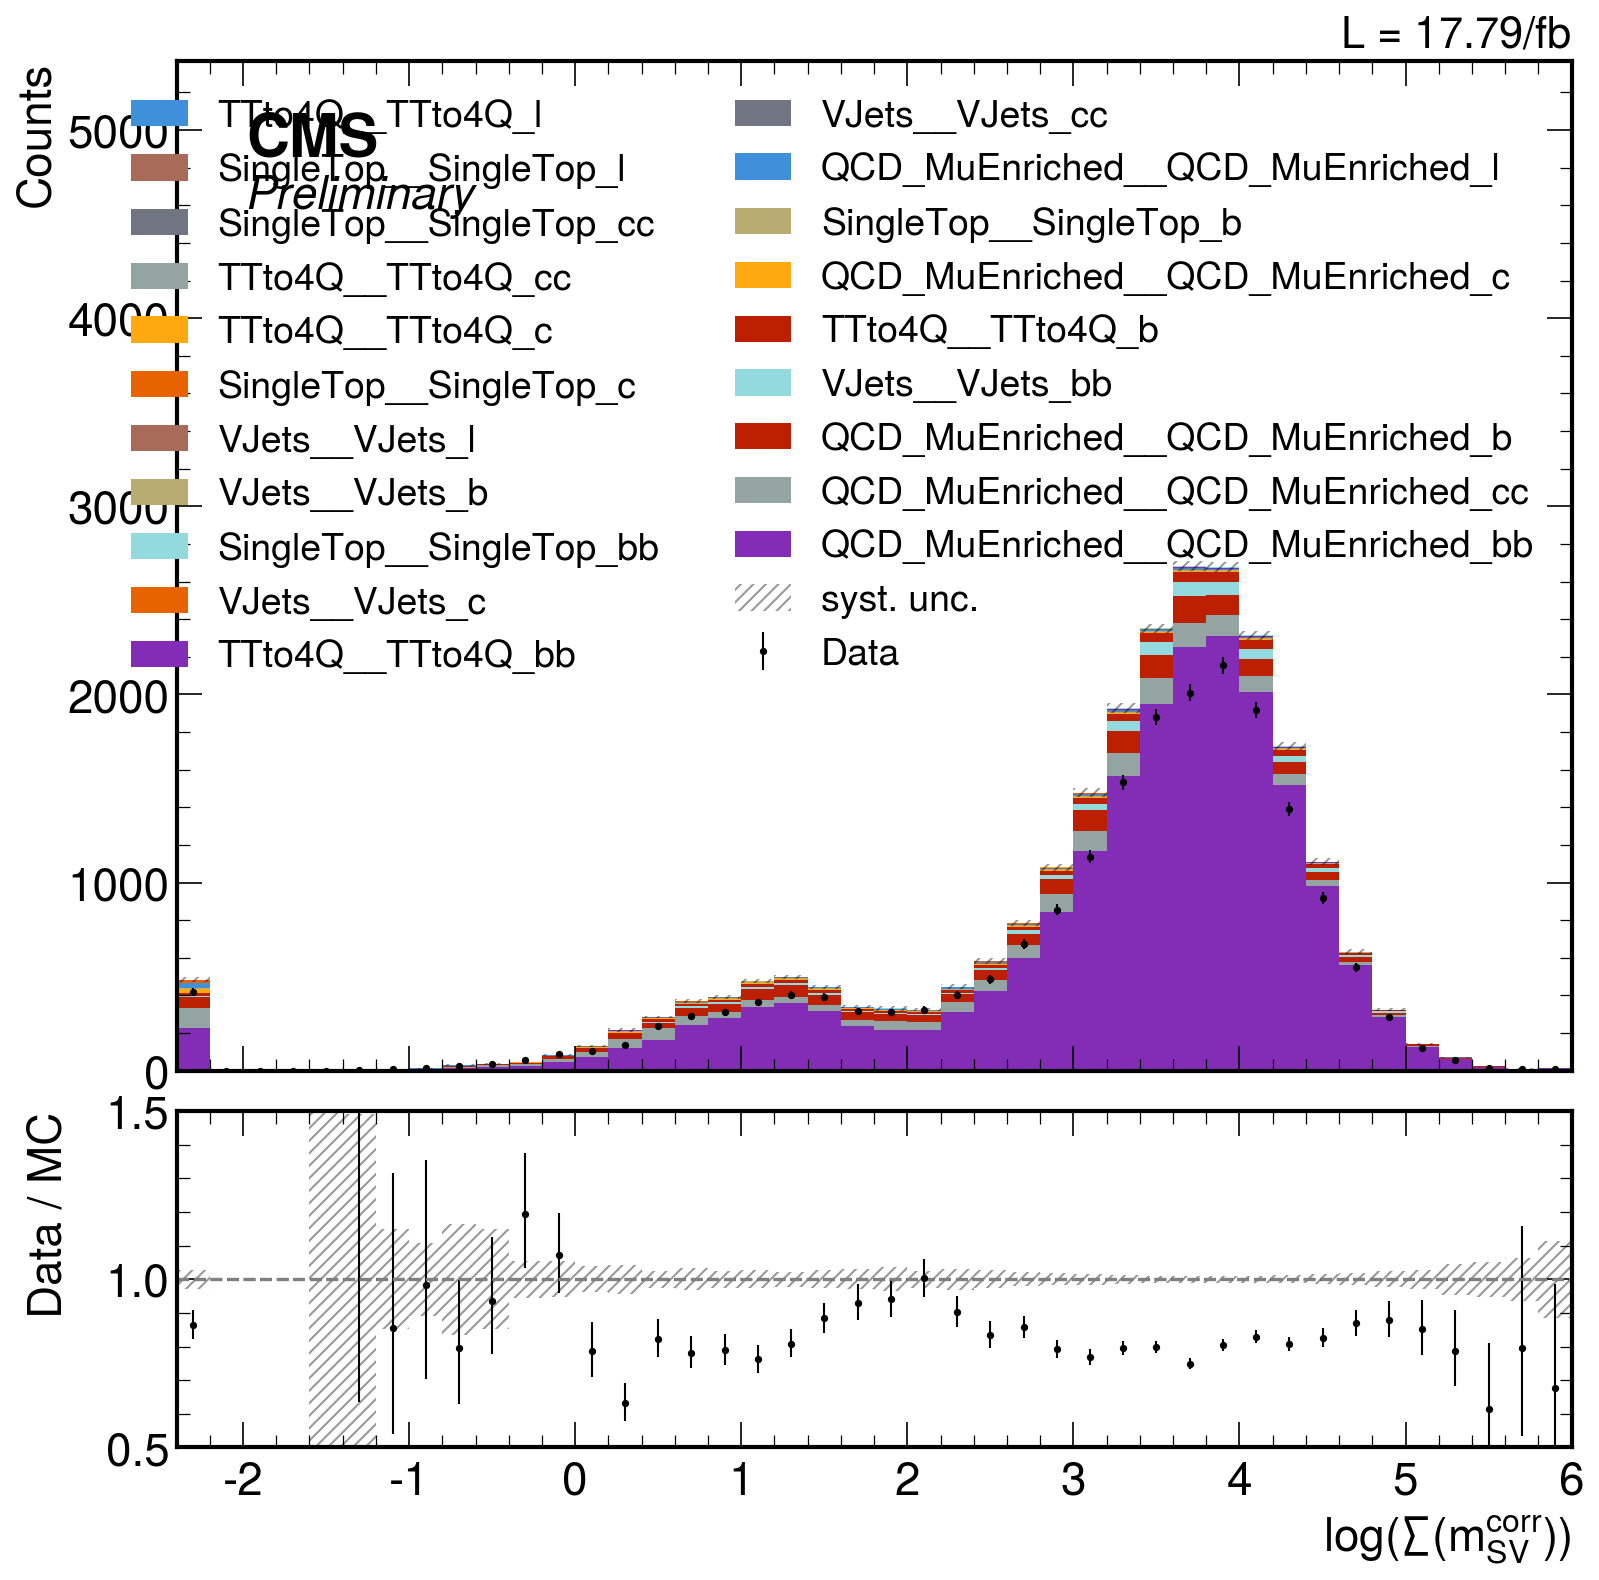 L = 17.79/fb
Counts
CMS
Preliminary
TTto4Q__TTto4Q_l
SingleTop__SingleTop_l
SingleTop__SingleTop_cc
TTto4Q__TTto4Q_cc
TTto4Q__TTto4Q_c
SingleTop__SingleTop_c
VJets__VJets_l
VJets__VJets_b
SingleTop__SingleTop_bb
VJets__VJets_c
TTto4Q__TTto4Q_bb
VJets__VJets_cc
QCD_MuEnriched__QCD_MuEnriched_l
SingleTop__SingleTop_b
QCD_MuEnriched__QCD_MuEnriched_c
TTto4Q__TTto4Q_b
VJets__VJets_bb
QCD_MuEnriched__QCD_MuEnriched_b
QCD_MuEnriched__QCD_MuEnriched_cc
QCD_MuEnriched__QCD_MuEnriched_bb
syst. unc.
Data
5000
4000
3000
2000
1000
0
Data / MC
1.5
1.0
0.5
-2 -1 0 1 2 3 4 5 6
log(∑(m_SV^corr))